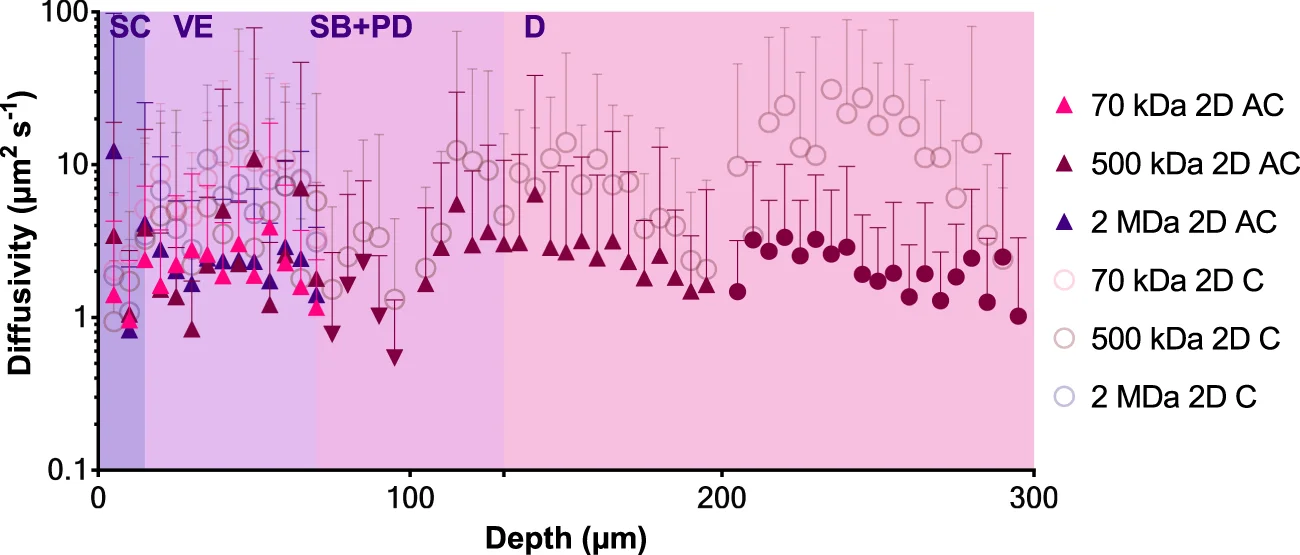 SC VE SB+PD D
100
10
1
0.1
Diffusivity (µm² s⁻¹)
0 100 200 300
Depth (µm)
70 kDa 2D AC
500 kDa 2D AC
2 MDa 2D AC
70 kDa 2D C
500 kDa 2D C
2 MDa 2D C